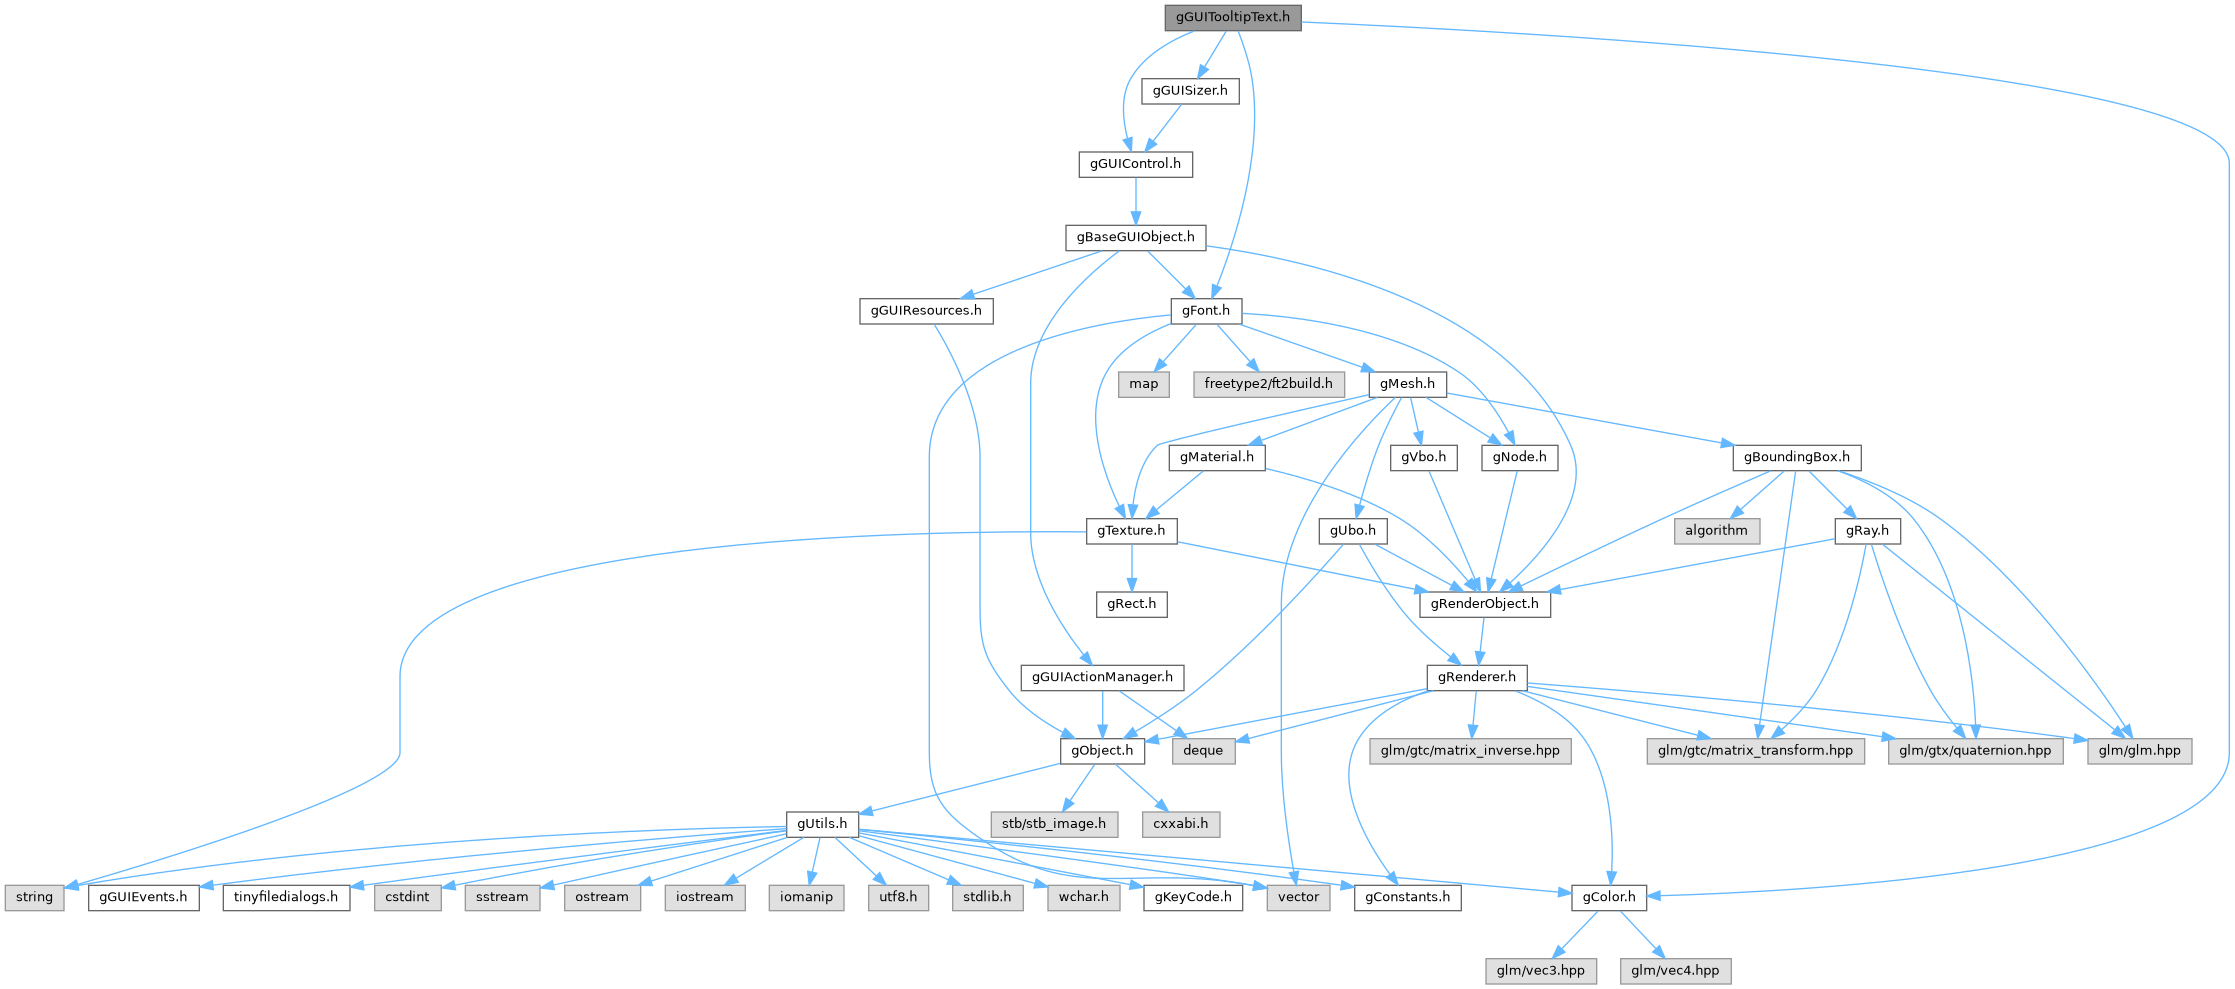 gGUITooltipText.h
gGUISizer.h
gGUIControl.h
gBaseGUIObject.h
gGUIResources.h
gFont.h
map
freetype2/ft2build.h
gMesh.h
gMaterial.h
gVbo.h
gNode.h
gBoundingBox.h
gTexture.h
gUbo.h
algorithm
gRay.h
gRect.h
gRenderObject.h
gGUIActionManager.h
gRenderer.h
gObject.h
deque
glm/gtc/matrix_inverse.hpp
glm/gtc/matrix_transform.hpp
glm/gtx/quaternion.hpp
glm/glm.hpp
gUtils.h
stb/stb_image.h
cxxabi.h
string
gGUIEvents.h
tinyfiledialogs.h
cstdint
sstream
ostream
iostream
iomanip
utf8.h
stdlib.h
wchar.h
gKeyCode.h
vector
gConstants.h
gColor.h
glm/vec3.hpp
glm/vec4.hpp